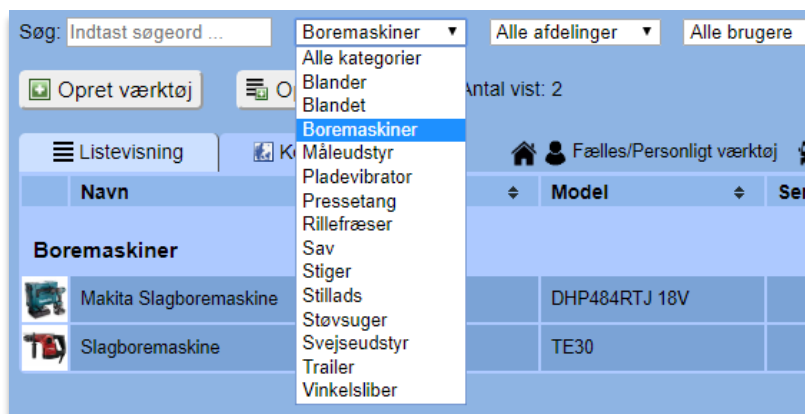 Søg: Indtast søgeord ... Boremaskiner Alle afdelinger Alle brugere
Alle kategorier
Blander
Blandet
Boremaskiner
Måleudstyr
Pladevibrator
Pressetang
Rillefræser
Sav
Stiger
Stillads
Støvsuger
Svejseudstyr
Trailer
Vinkelsliber
Opret værktøj Antal vist: 2
Listevisning Fælles/Personligt værktøj
Navn Model
Boremaskiner
Makita Slagboremaskine DHP484RTJ 18V
Slagboremaskine TE30